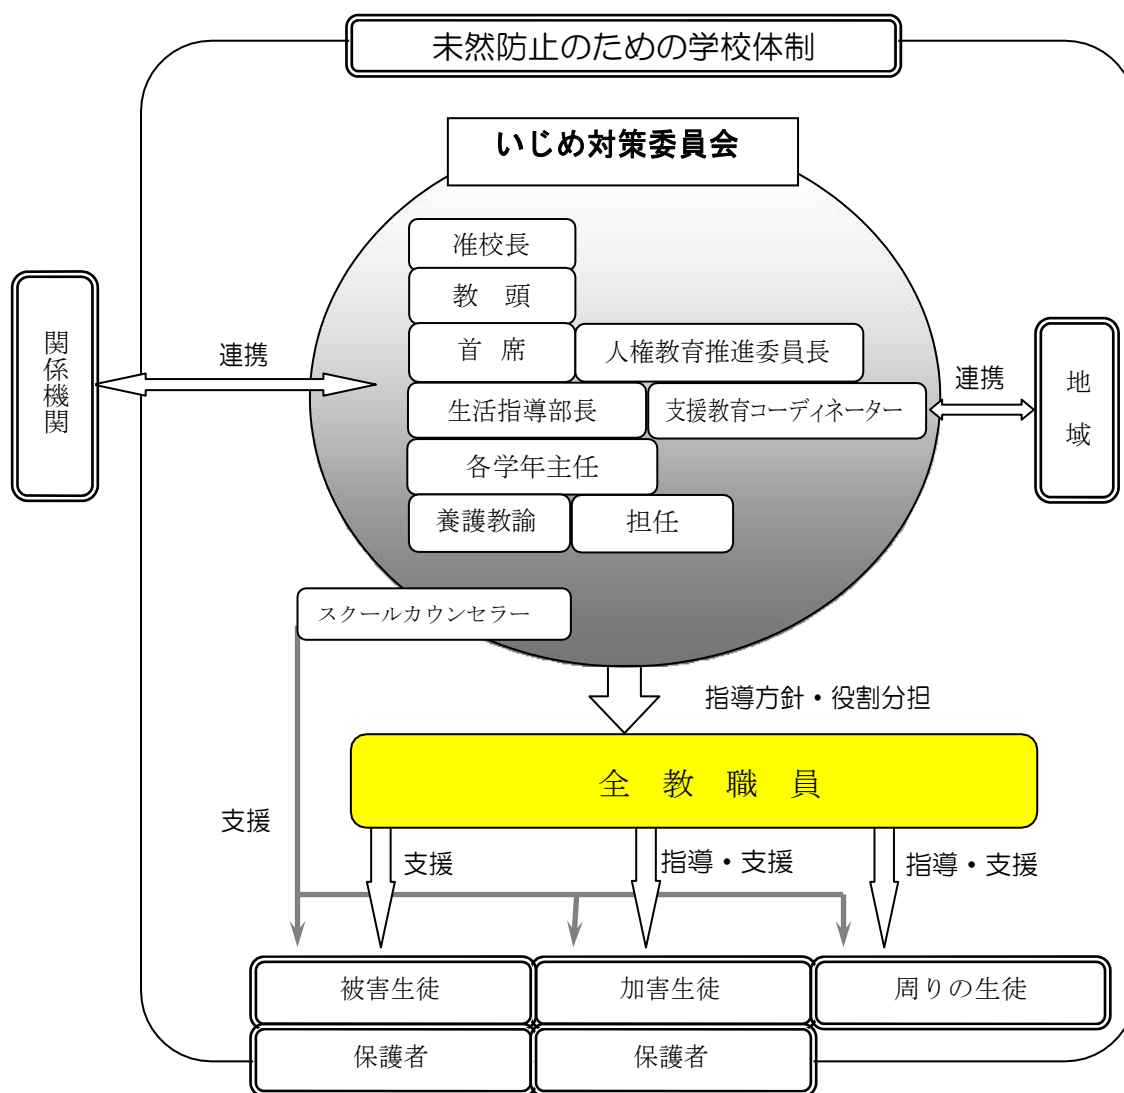 未然防止のための学校体制
いじめ対策委員会
准校長
教　頭
首　席
人権教育推進委員長
生活指導部長
支援教育コーディネーター
各学年主任
養護教諭
担任
スクールカウンセラー
関係機関
連携
連携
地域
指導方針・役割分担
全　教　職　員
支援
支援
指導・支援
指導・支援
被害生徒
加害生徒
周りの生徒
保護者
保護者